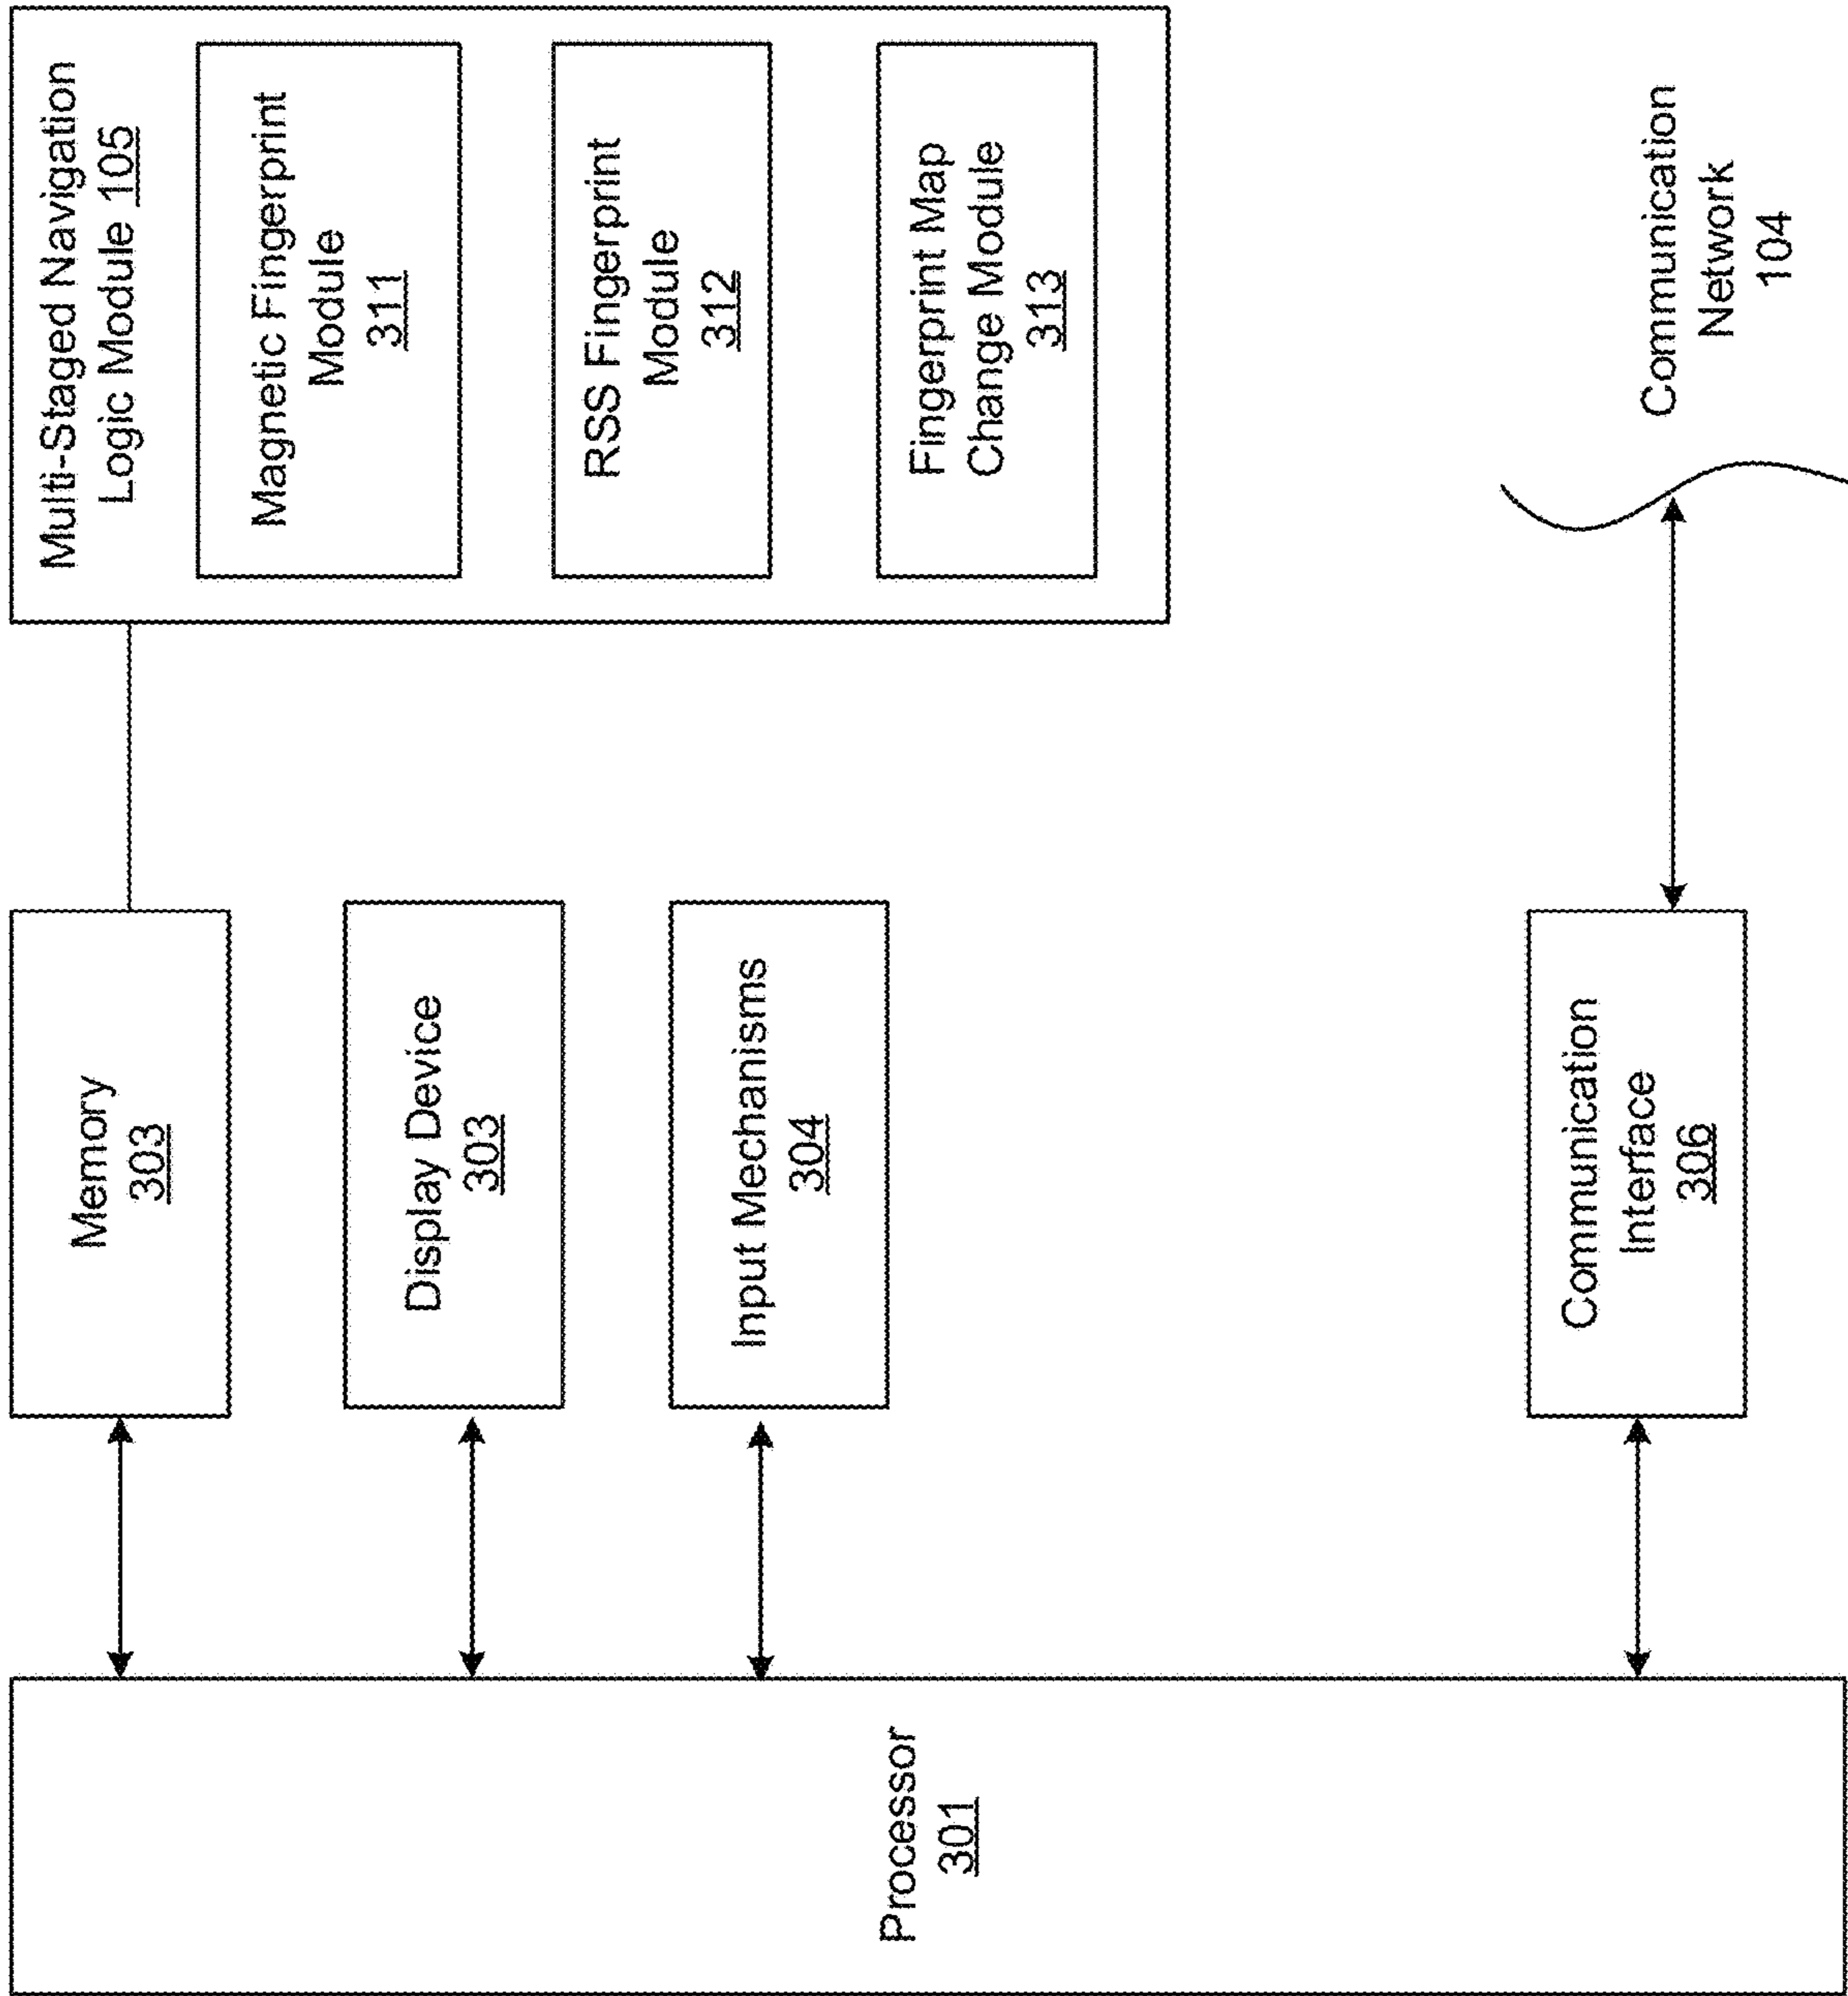 Multi-Staged Navigation
Logic Module 105
Magnetic Fingerprint
Module
311
RSS Fingerprint
Module
312
Fingerprint Map
Change Module
313
Communication
Network
104
Memory
303
Display Device
303
Input Mechanisms
304
Communication
Interface
306
Processor
301